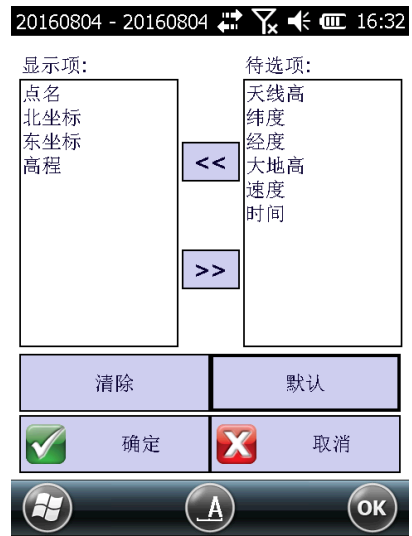 20160804 - 20160804 16:32
显示项: 待选项:
点名
北坐标
东坐标
高程
天线高
纬度
经度
大地高
速度
时间
<<
>>
清除 默认
确定 取消
A OK